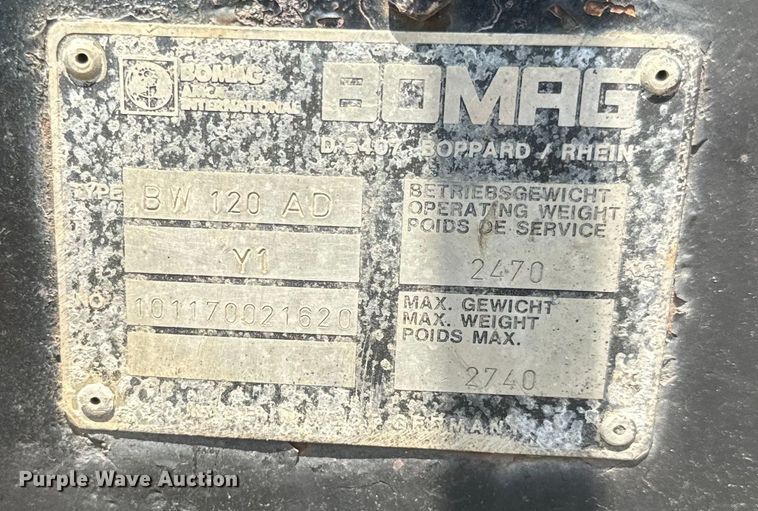 BOMAG
INTERNATIONAL
BOMAG
D 5407 BOPPARD / RHEIN
TYPE
BW 120 AD
Y1
NO.
101170021620
BETRIEBSGEWICHT
OPERATING WEIGHT
POIDS DE SERVICE
2470
MAX. GEWICHT
MAX. WEIGHT
POIDS MAX.
2740
Purple Wave Auction